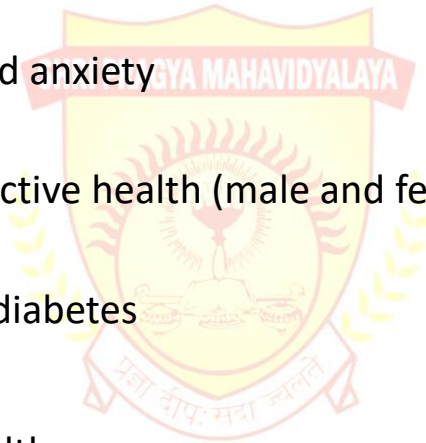 d anxiety
GYA MAHAVIDYALAYA
ctive health (male and fe
diabetes
प्रज्ञा दीपः सदा ज्वलते